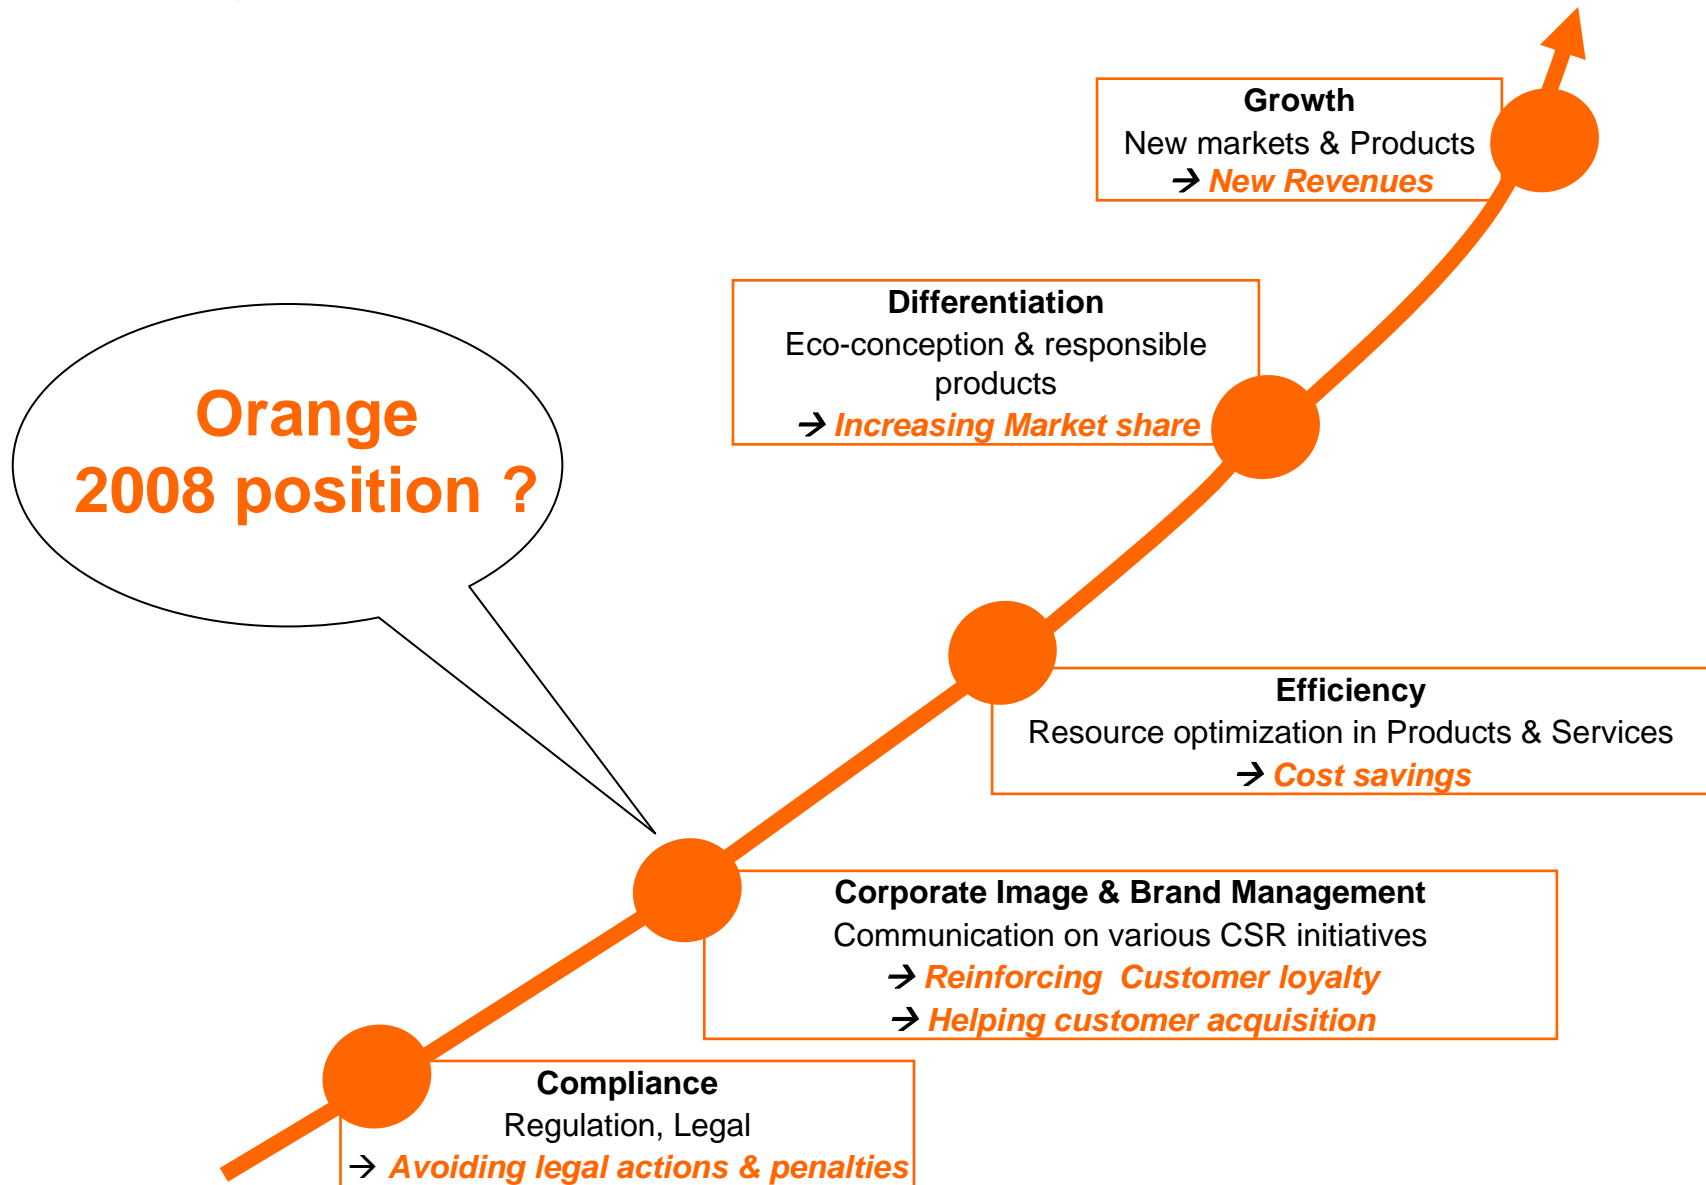 Growth
New markets & Products
→ New Revenues
Differentiation
Eco-conception & responsible
products
→ Increasing Market share
Orange
2008 position ?
Efficiency
Resource optimization in Products & Services
→ Cost savings
Corporate Image & Brand Management
Communication on various CSR initiatives
→ Reinforcing Customer loyalty
→ Helping customer acquisition
Compliance
Regulation, Legal
→ Avoiding legal actions & penalties